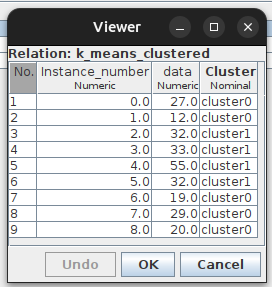 Viewer
Relation: k_means_clustered
No. Instance_number data Cluster
Numeric Numeric Nominal
1 0.0 27.0 cluster0
2 1.0 12.0 cluster0
3 2.0 32.0 cluster1
4 3.0 33.0 cluster1
5 4.0 55.0 cluster1
6 5.0 32.0 cluster1
7 6.0 19.0 cluster0
8 7.0 29.0 cluster0
9 8.0 20.0 cluster0
Undo OK Cancel